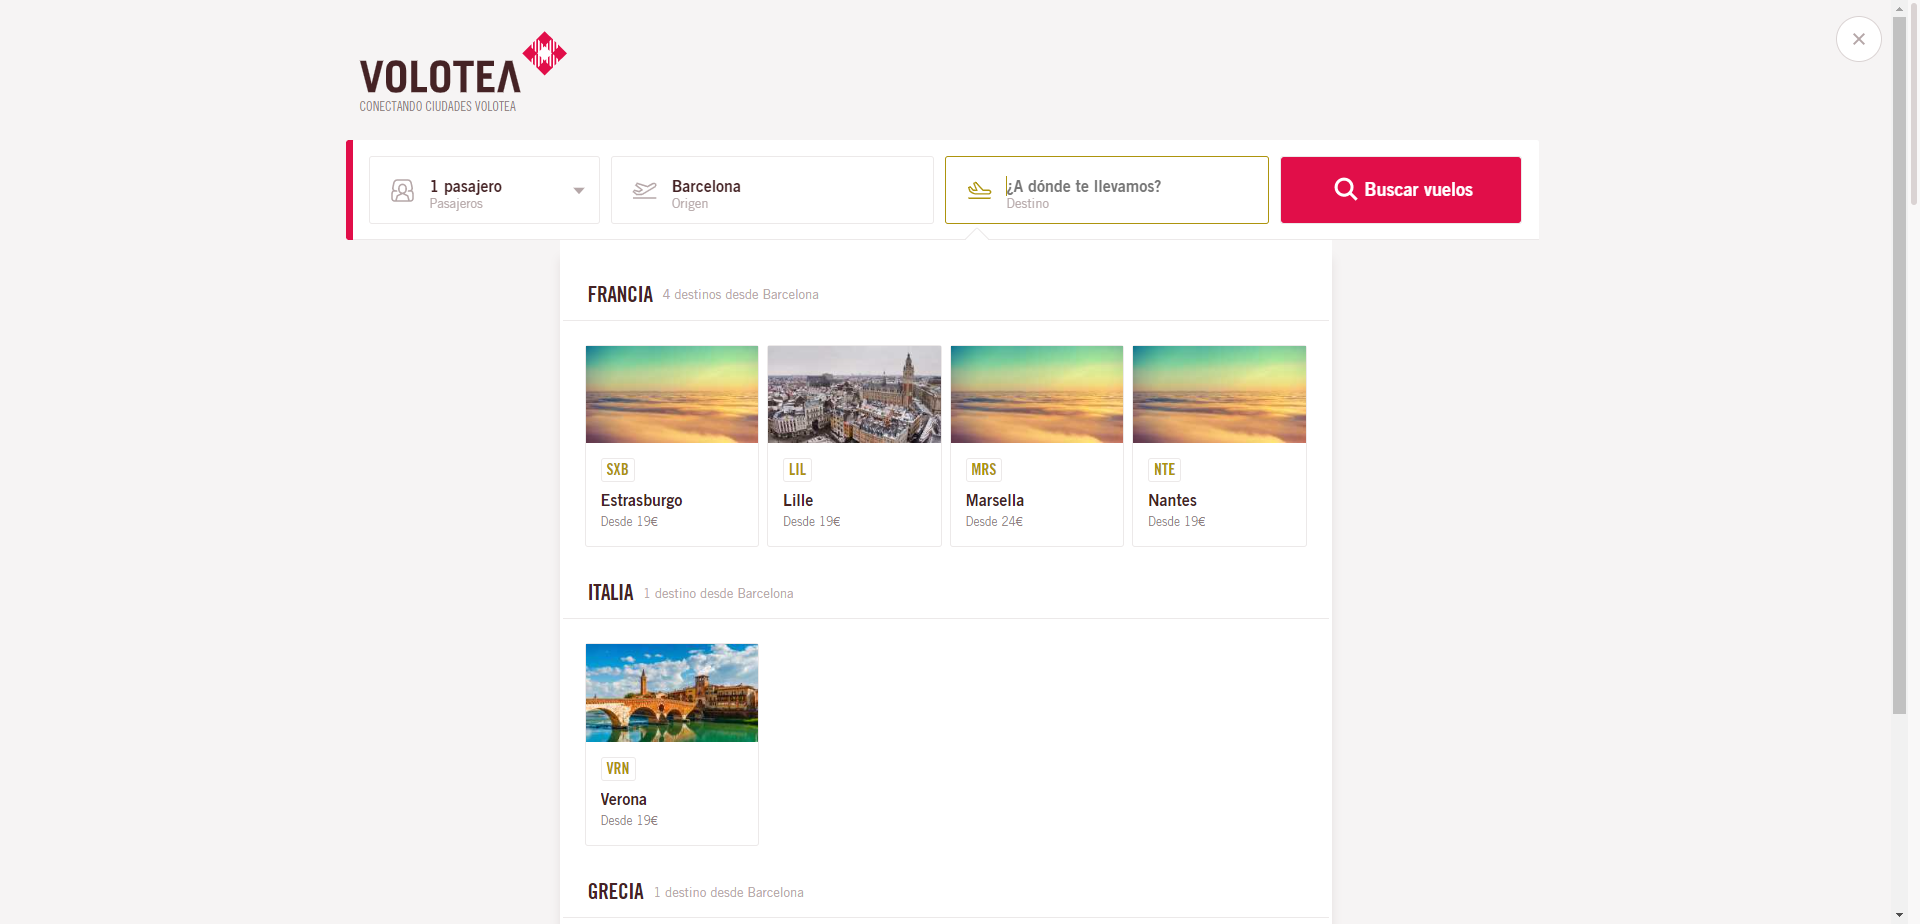 VOLOTEA
CONECTANDO CIUDADES VOLOTEA
1 pasajero
Pasajeros
Barcelona
Origen
¿A dónde te llevamos?
Destino
Buscar vuelos
FRANCIA 4 destinos desde Barcelona
SXB
Estrasburgo
Desde 19€
LIL
Lille
Desde 19€
MRS
Marsella
Desde 24€
NTE
Nantes
Desde 19€
ITALIA 1 destino desde Barcelona
VRN
Verona
Desde 19€
GRECIA 1 destino desde Barcelona